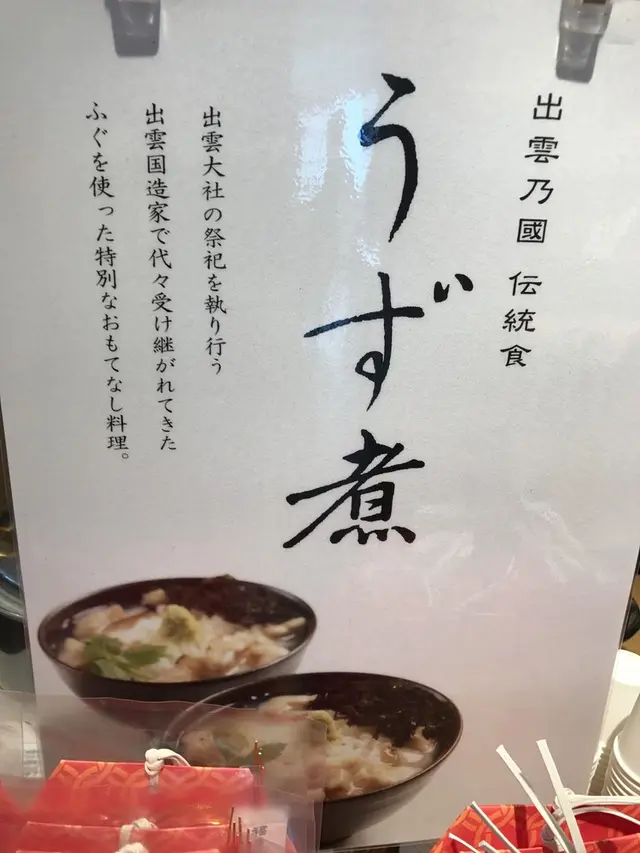 出雲乃國 伝統食
うず煮
出雲大社の祭祀を執り行う
出雲国造家で代々受け継がれてきた
ふぐを使った特別なおもてなし料理。